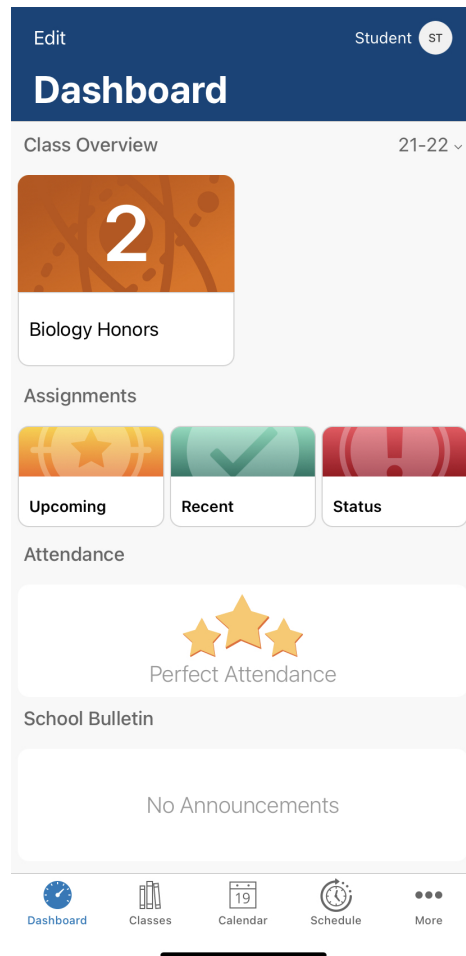 Edit
Student ST
Dashboard
Class Overview 21-22
2
Biology Honors
Assignments
Upcoming Recent Status
Attendance
Perfect Attendance
School Bulletin
No Announcements
19
Dashboard Classes Calendar Schedule More